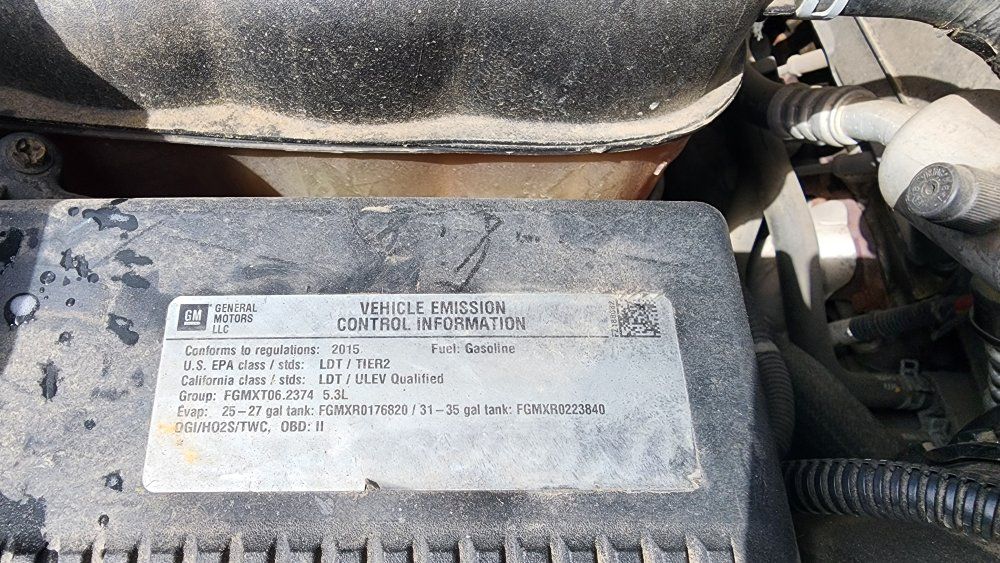 GM GENERAL MOTORS LLC
VEHICLE EMISSION
CONTROL INFORMATION
Conforms to regulations: 2015 Fuel: Gasoline
U.S. EPA class / stds: LDT / TIER2
California class / stds: LDT / ULEV Qualified
Group: FGMXT06.2374 5.3L
Evap: 25-27 gal tank: FGMXR0176820 / 31-35 gal tank: FGMXR0223840
DGI/HO2S/TWC, OBD: II